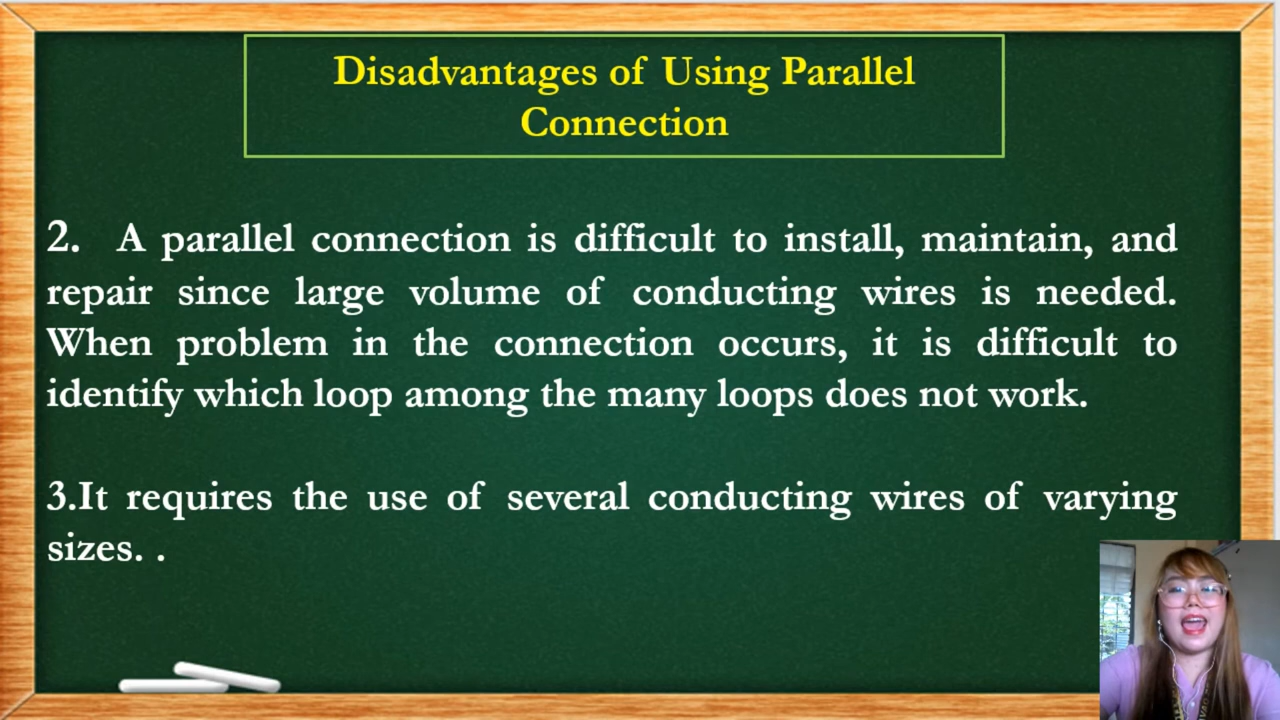 Disadvantages of Using Parallel
Connection
2. A parallel connection is difficult to install, maintain, and
repair since large volume of conducting wires is needed.
When problem in the connection occurs, it is difficult to
identify which loop among the many loops does not work.
3.It requires the use of several conducting wires of varying
sizes. .